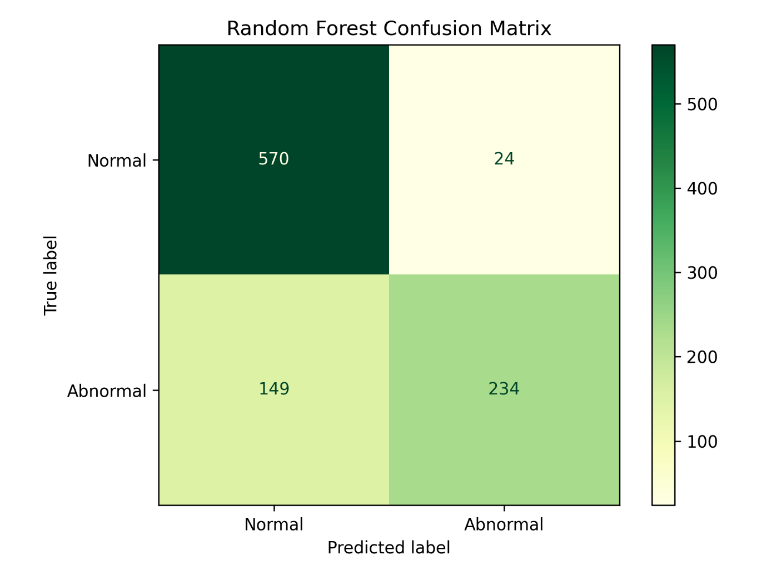 Random Forest Confusion Matrix
True label
Normal
570
24
Abnormal
149
234
Normal
Abnormal
Predicted label
500
400
300
200
100